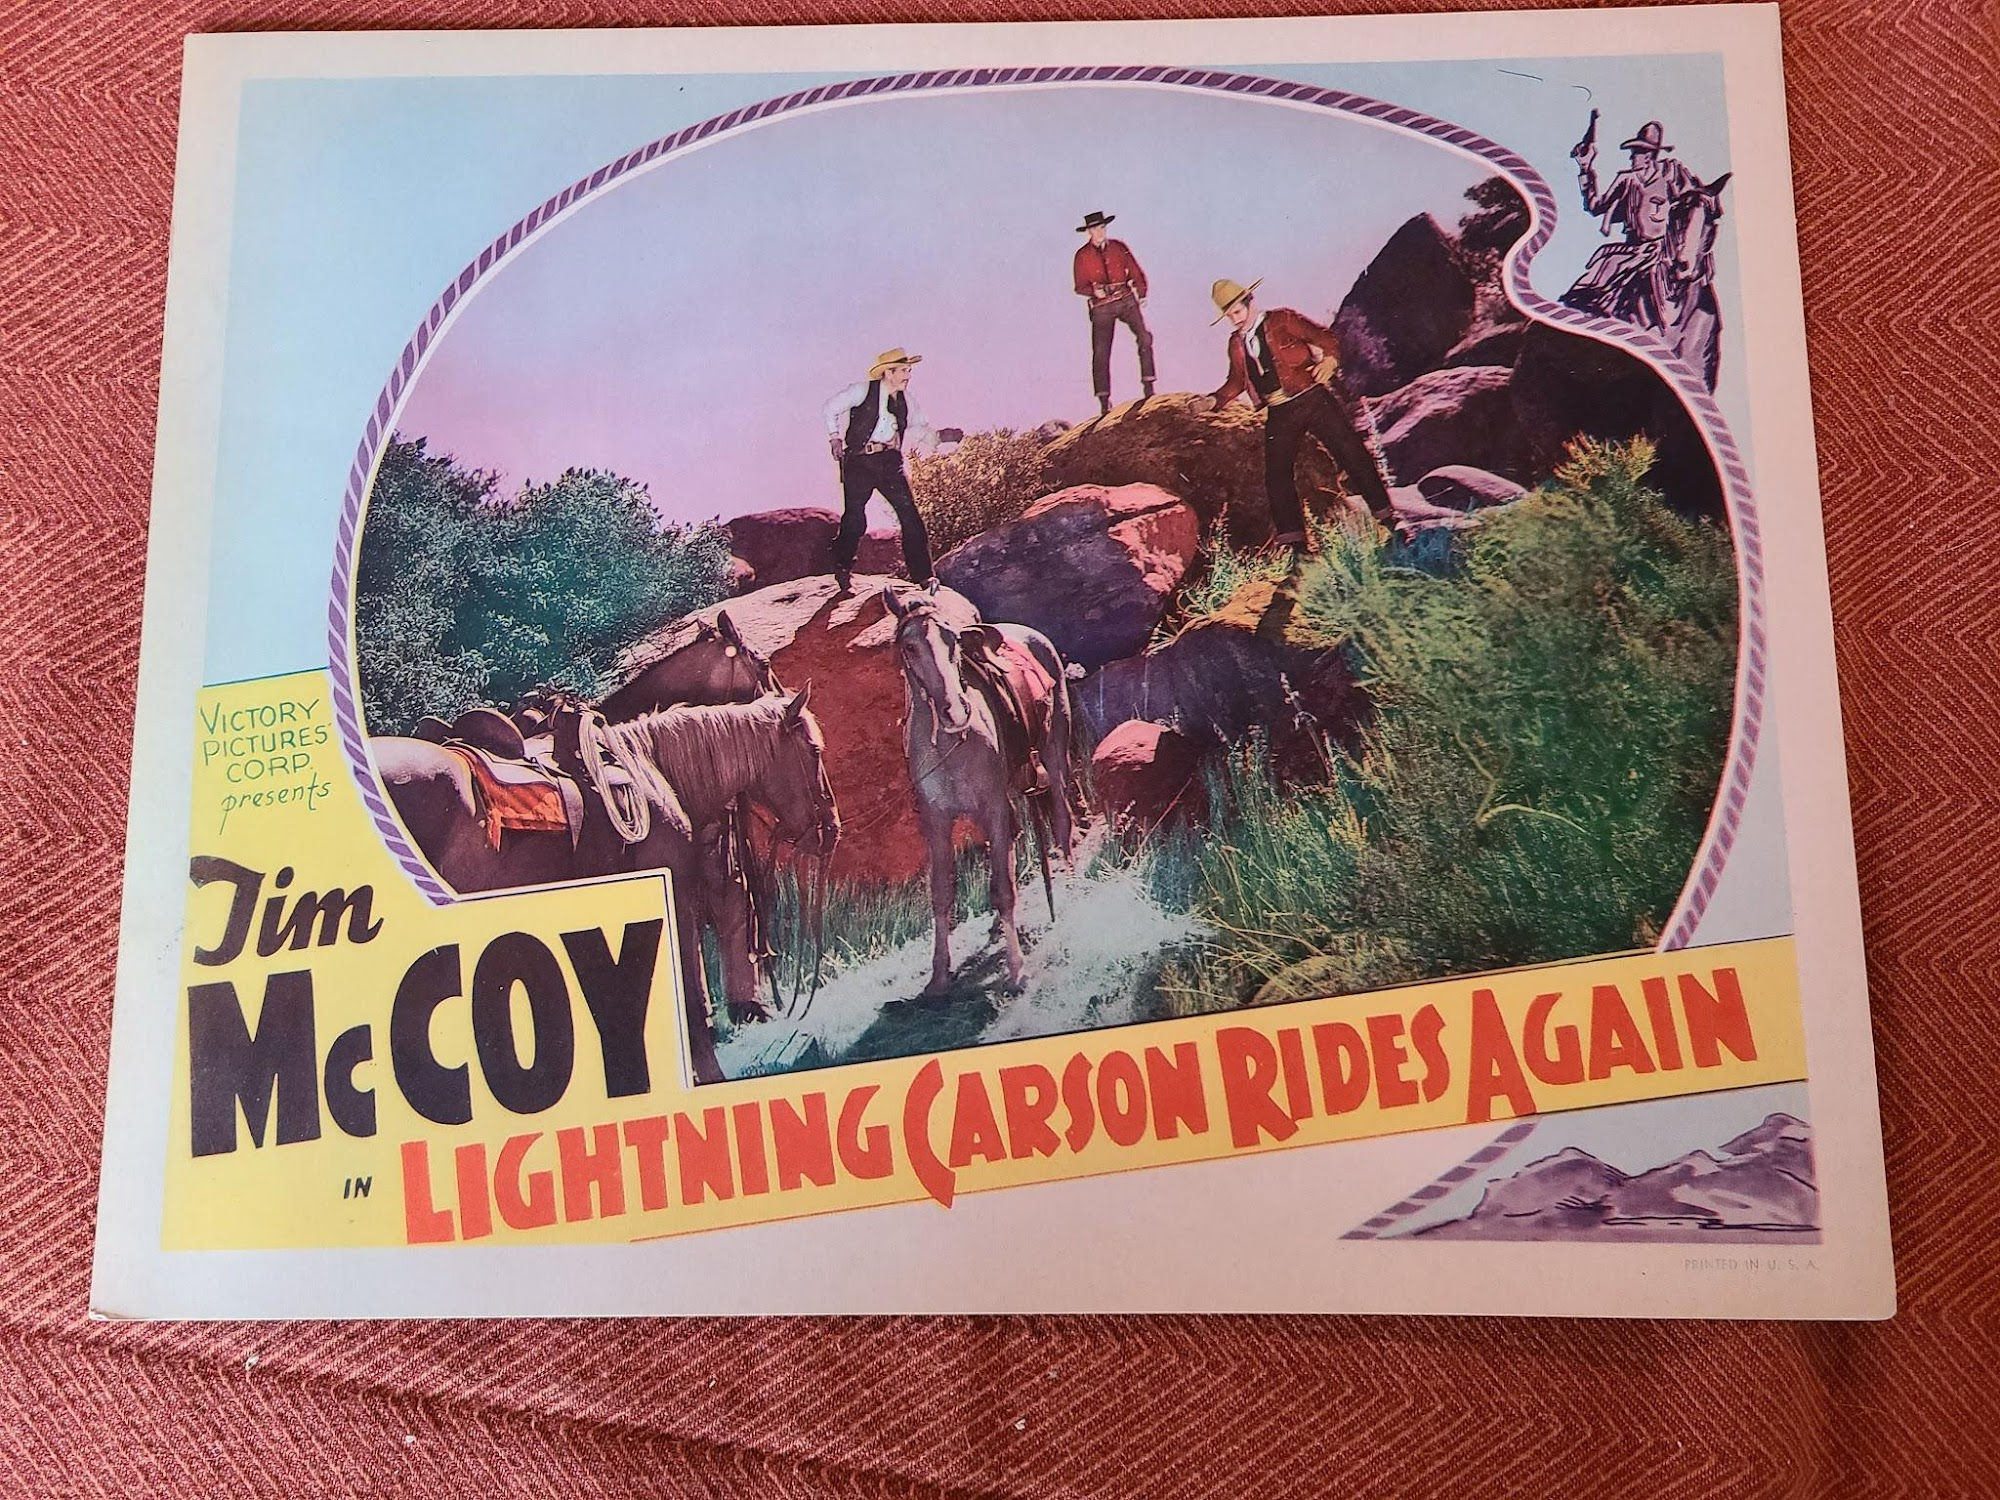 VICTORY
PICTURES
CORP.
presents
Tim
McCOY
IN LIGHTNING CARSON RIDES AGAIN
PRINTED IN U. S. A.